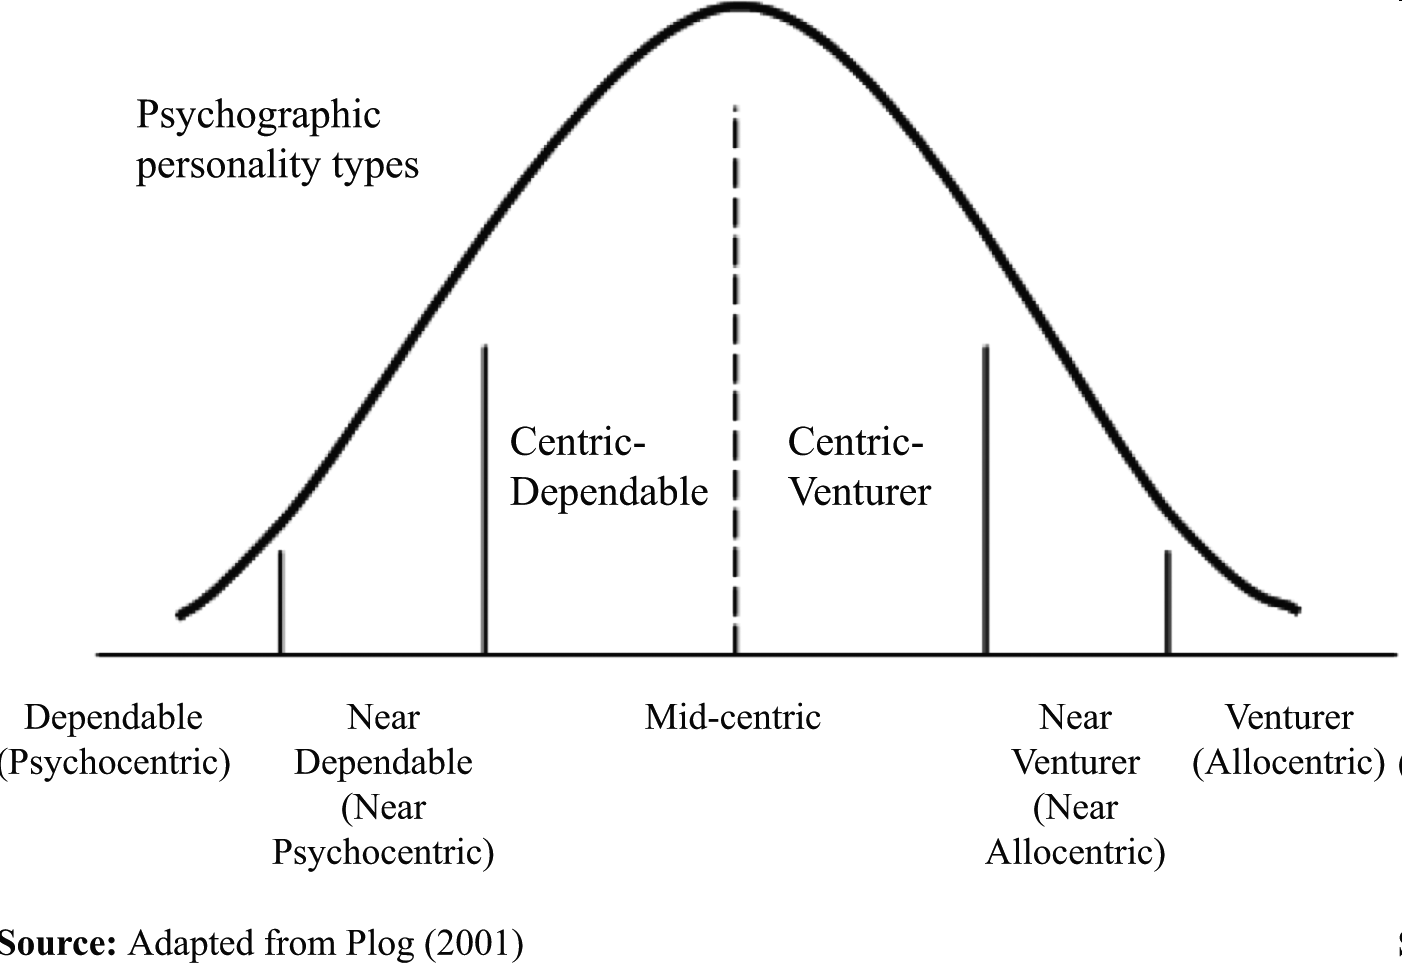 Psychographic
personality types
Centric-
Dependable
Centric-
Venturer
Dependable
(Psychocentric)
Near
Dependable
(Near
Psychocentric)
Mid-centric
Near
Venturer
(Near
Allocentric)
Venturer
(Allocentric)
Source: Adapted from Plog (2001)